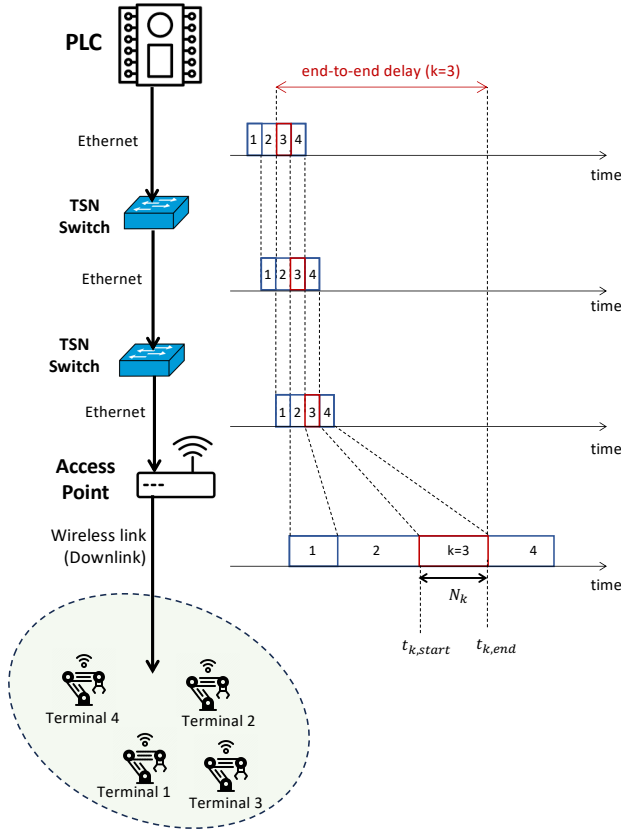 PLC
end-to-end delay (k=3)
Ethernet
1 2 3 4
time
TSN
Switch
Ethernet
1 2 3 4
time
TSN
Switch
Ethernet
1 2 3 4
time
Access
Point
Wireless link
(Downlink)
1 2 k=3 4
time
N_k
t_{k,start} t_{k,end}
Terminal 4
Terminal 2
Terminal 1
Terminal 3